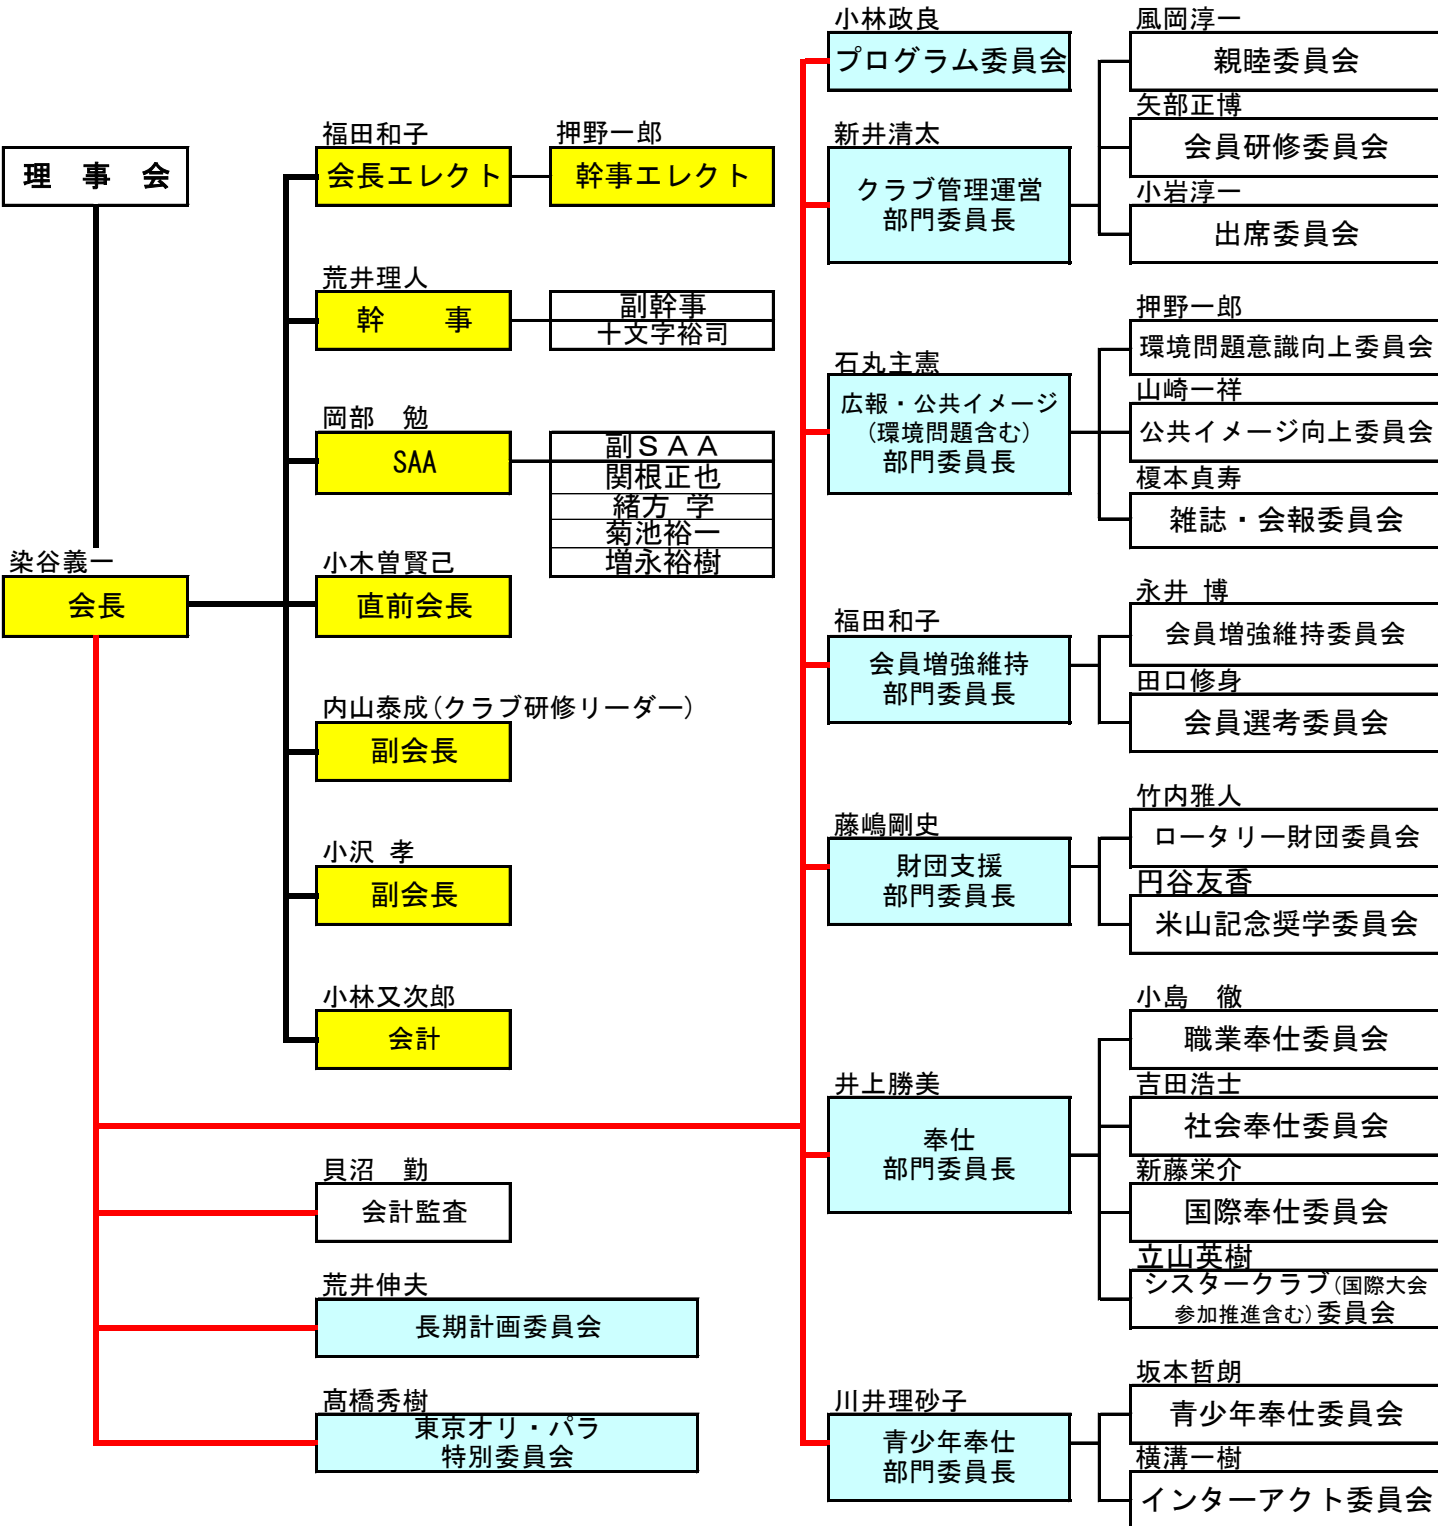 理　事　会
染谷義一
会長
福田和子
会長エレクト
押野一郎
幹事エレクト
荒井理人
幹　　事
副幹事
十文字裕司
岡部　勉
SAA
副ＳＡＡ
関根正也
緒方 学
菊池裕一
増永裕樹
小木曽賢己
直前会長
内山泰成(クラブ研修リーダー)
副会長
小沢 孝
副会長
小林又次郎
会計
貝沼　勤
会計監査
荒井伸夫
長期計画委員会
髙橋秀樹
東京オリ・パラ
特別委員会
小林政良
プログラム委員会
新井清太
クラブ管理運営
部門委員長
風岡淳一
親睦委員会
矢部正博
会員研修委員会
小岩淳一
出席委員会
石丸主憲
広報・公共イメージ
(環境問題含む)
部門委員長
押野一郎
環境問題意識向上委員会
山崎一祥
公共イメージ向上委員会
榎本貞寿
雑誌・会報委員会
福田和子
会員増強維持
部門委員長
永井 博
会員増強維持委員会
田口修身
会員選考委員会
藤嶋剛史
財団支援
部門委員長
竹内雅人
ロータリー財団委員会
円谷友香
米山記念奨学委員会
井上勝美
奉仕
部門委員長
小島　徹
職業奉仕委員会
吉田浩士
社会奉仕委員会
新藤栄介
国際奉仕委員会
立山英樹
シスタークラブ(国際大会
参加推進含む)委員会
川井理砂子
青少年奉仕
部門委員長
坂本哲朗
青少年奉仕委員会
横溝一樹
インターアクト委員会